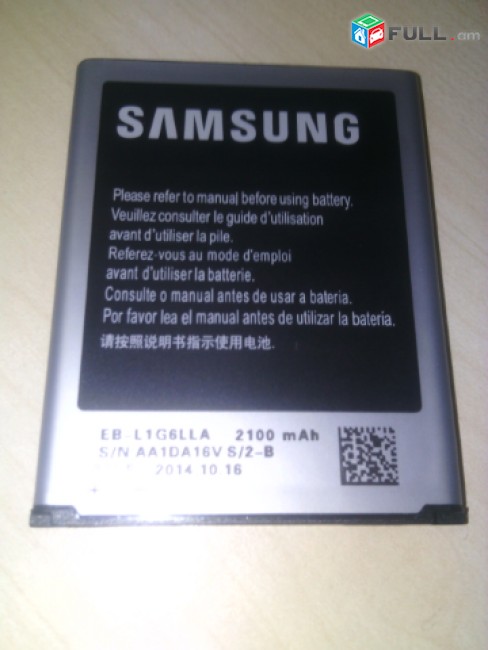 FULL.am
SAMSUNG
Please refer to manual before using battery.
Veuillez consulter le guide d'utilisation
avant d'utiliser la pile.
Referez-vous au mode d'emploi
avant d'utiliser la batterie.
Consulte o manual antes de usar a bateria.
Por favor lea el manual antes de utilizar la batería.
请按照说明书指示使用电池.
EB-L1G6LLA 2100 mAh
S/N AA1DA16V S/2-B
2014.10.16
+